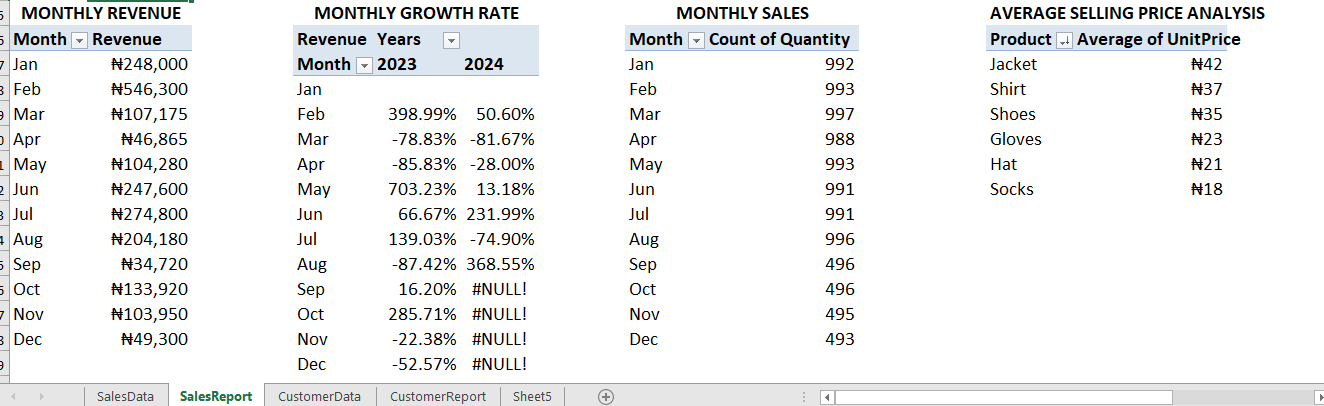 MONTHLY REVENUE MONTHLY GROWTH RATE MONTHLY SALES AVERAGE SELLING PRICE ANALYSIS
Month Revenue Revenue Years Month Count of Quantity Product Average of UnitPrice
Month 2023 2024
Jan ₦248,000 Jan 992 Jacket ₦42
Feb ₦546,300 Jan Feb 993 Shirt ₦37
Mar ₦107,175 Feb 398.99% 50.60% Mar 997 Shoes ₦35
Apr ₦46,865 Mar -78.83% -81.67% Apr 988 Gloves ₦23
May ₦104,280 Apr -85.83% -28.00% May 993 Hat ₦21
Jun ₦247,600 May 703.23% 13.18% Jun 991 Socks ₦18
Jul ₦274,800 Jun 66.67% 231.99% Jul 991
Aug ₦204,180 Jul 139.03% -74.90% Aug 996
Sep ₦34,720 Aug -87.42% 368.55% Sep 496
Oct ₦133,920 Sep 16.20% #NULL! Oct 496
Nov ₦103,950 Oct 285.71% #NULL! Nov 495
Dec ₦49,300 Nov -22.38% #NULL! Dec 493
Dec -52.57% #NULL!
SalesData SalesReport CustomerData CustomerReport Sheet5